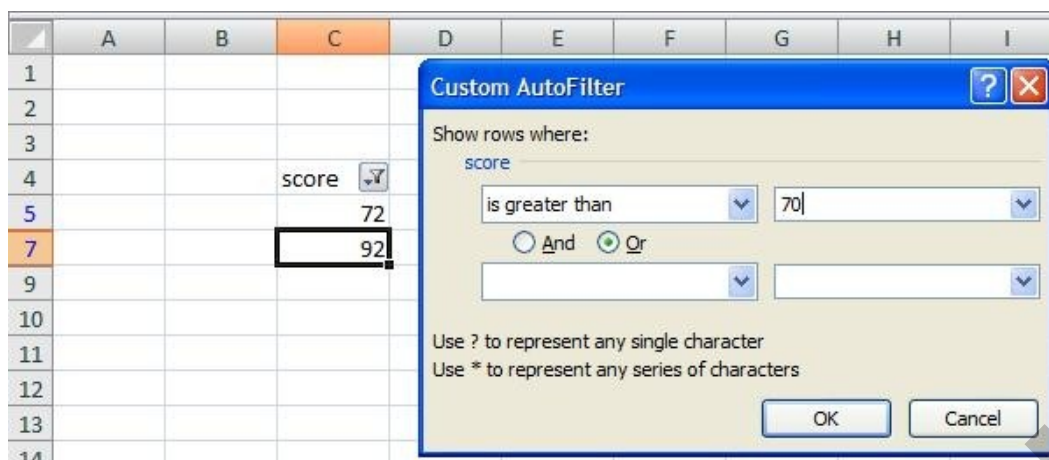 A B C D E F G H I
1
2
3
4 score
5 72
7 92
9
10
11
12
13
14
Custom AutoFilter
Show rows where:
score
is greater than 70
And Or
Use ? to represent any single character
Use * to represent any series of characters
OK Cancel